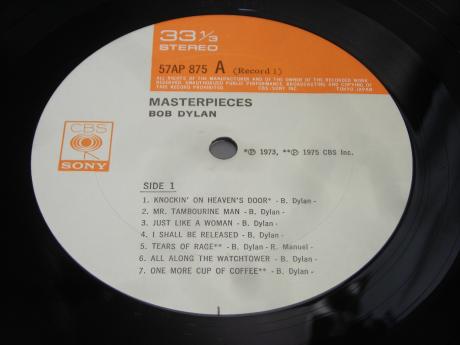 33 1/3
STEREO
57AP 875 A (Record 1)
ALL RIGHTS OF THE MANUFACTURER AND OF THE OWNER OF THE RECORDED WORK
RESERVED. UNAUTHORIZED PUBLIC PERFORMANCE, BROADCASTING AND COPYING OF
THIS RECORD PROHIBITED. CBS/SONY INC. TOKYO JAPAN
MASTERPIECES
BOB DYLAN
CBS
SONY
*℗ 1973, **℗ 1975 CBS Inc.
SIDE 1
1. KNOCKIN' ON HEAVEN'S DOOR* - B. Dylan -
2. MR. TAMBOURINE MAN - B. Dylan -
3. JUST LIKE A WOMAN - B. Dylan -
4. I SHALL BE RELEASED - B. Dylan -
5. TEARS OF RAGE** - B. Dylan - R. Manuel -
6. ALL ALONG THE WATCHTOWER - B. Dylan -
7. ONE MORE CUP OF COFFEE** - B. Dylan -